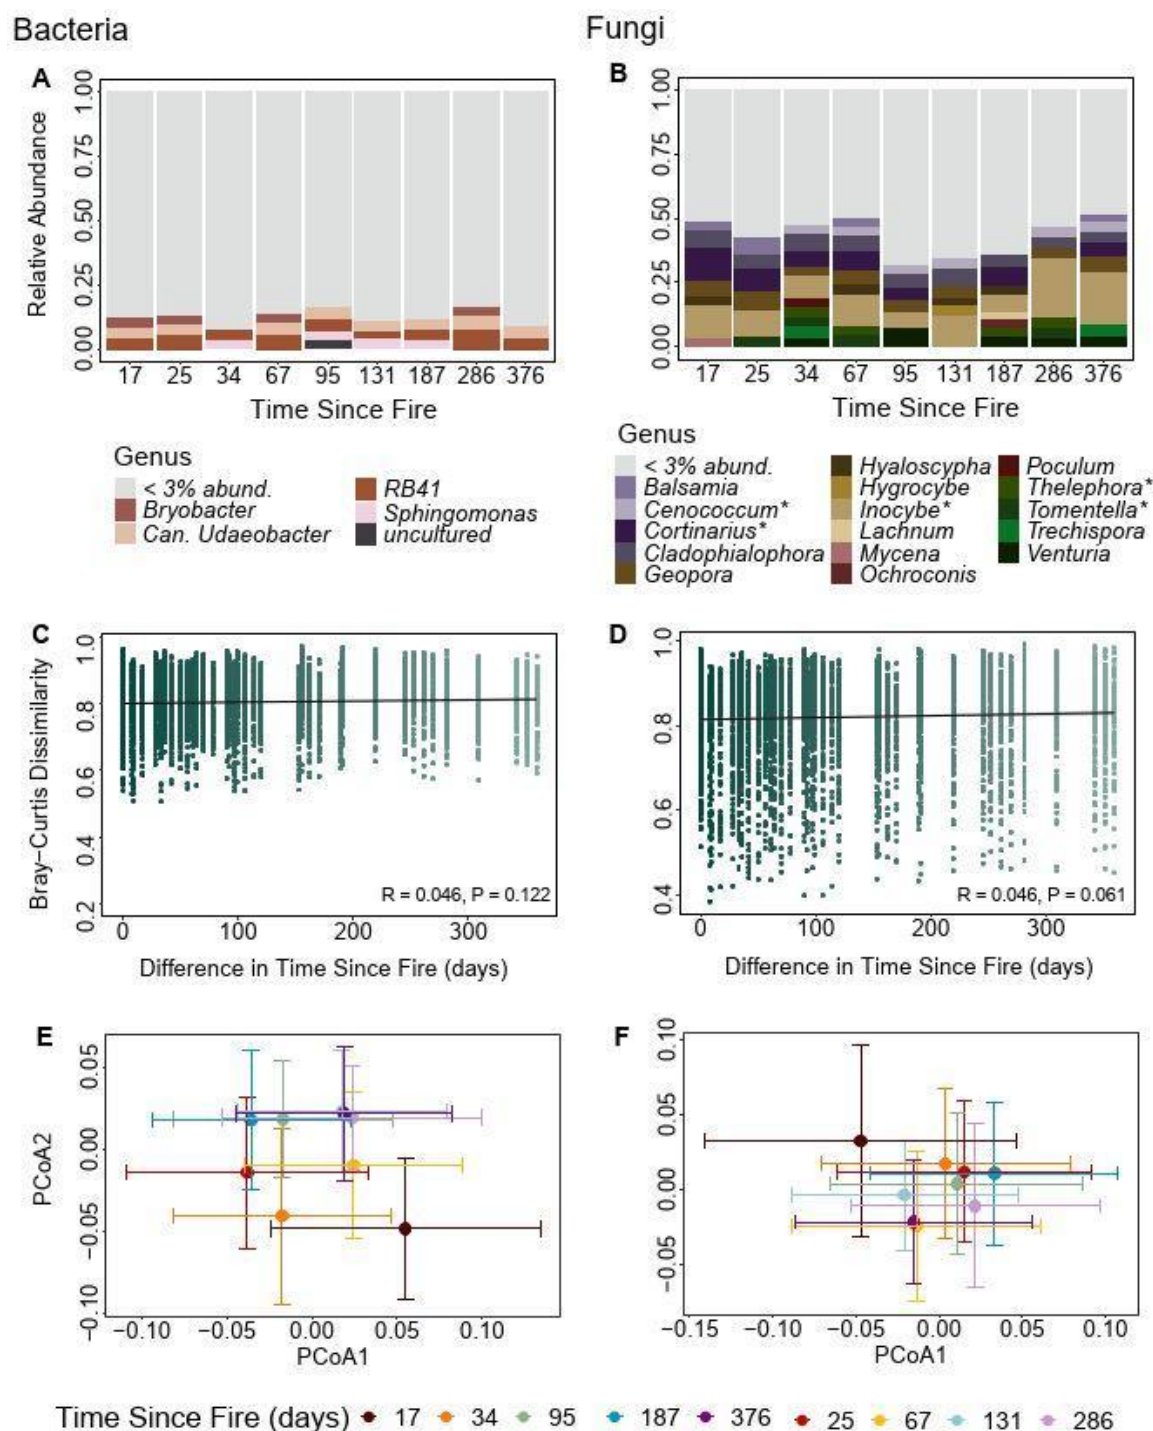 Bacteria
Fungi
A
B
Relative Abundance
1.00
0.75
0.50
0.25
0.00
1.00
0.75
0.50
0.25
0.00
17 25 34 67 95 131 187 286 376
17 25 34 67 95 131 187 286 376
Time Since Fire
Time Since Fire
Genus
< 3% abund.
Bryobacter
Can. Udaeobacter
RB41
Sphingomonas
uncultured
Genus
< 3% abund.
Balsamia
Cenococcum*
Cortinarius*
Cladophialophora
Geopora
Hyaloscypha
Hygrocybe
Inocybe*
Lachnum
Mycena
Ochroconis
Poculum
Thelephora*
Tomentella*
Trechispora
Venturia
C
D
Bray−Curtis Dissimilarity
1.0
0.8
0.6
0.4
0.2
1.0
0.8
0.6
0.4
R = 0.046, P = 0.122
R = 0.046, P = 0.061
0 100 200 300
0 100 200 300
Difference in Time Since Fire (days)
Difference in Time Since Fire (days)
E
F
PCoA2
0.05
0.00
−0.05
−0.10
0.10
0.05
0.00
−0.05
−0.10 −0.05 0.00 0.05 0.10
−0.15 −0.10 −0.05 0.00 0.05 0.10
PCoA1
PCoA1
Time Since Fire (days) 17 34 95 187 376 25 67 131 286